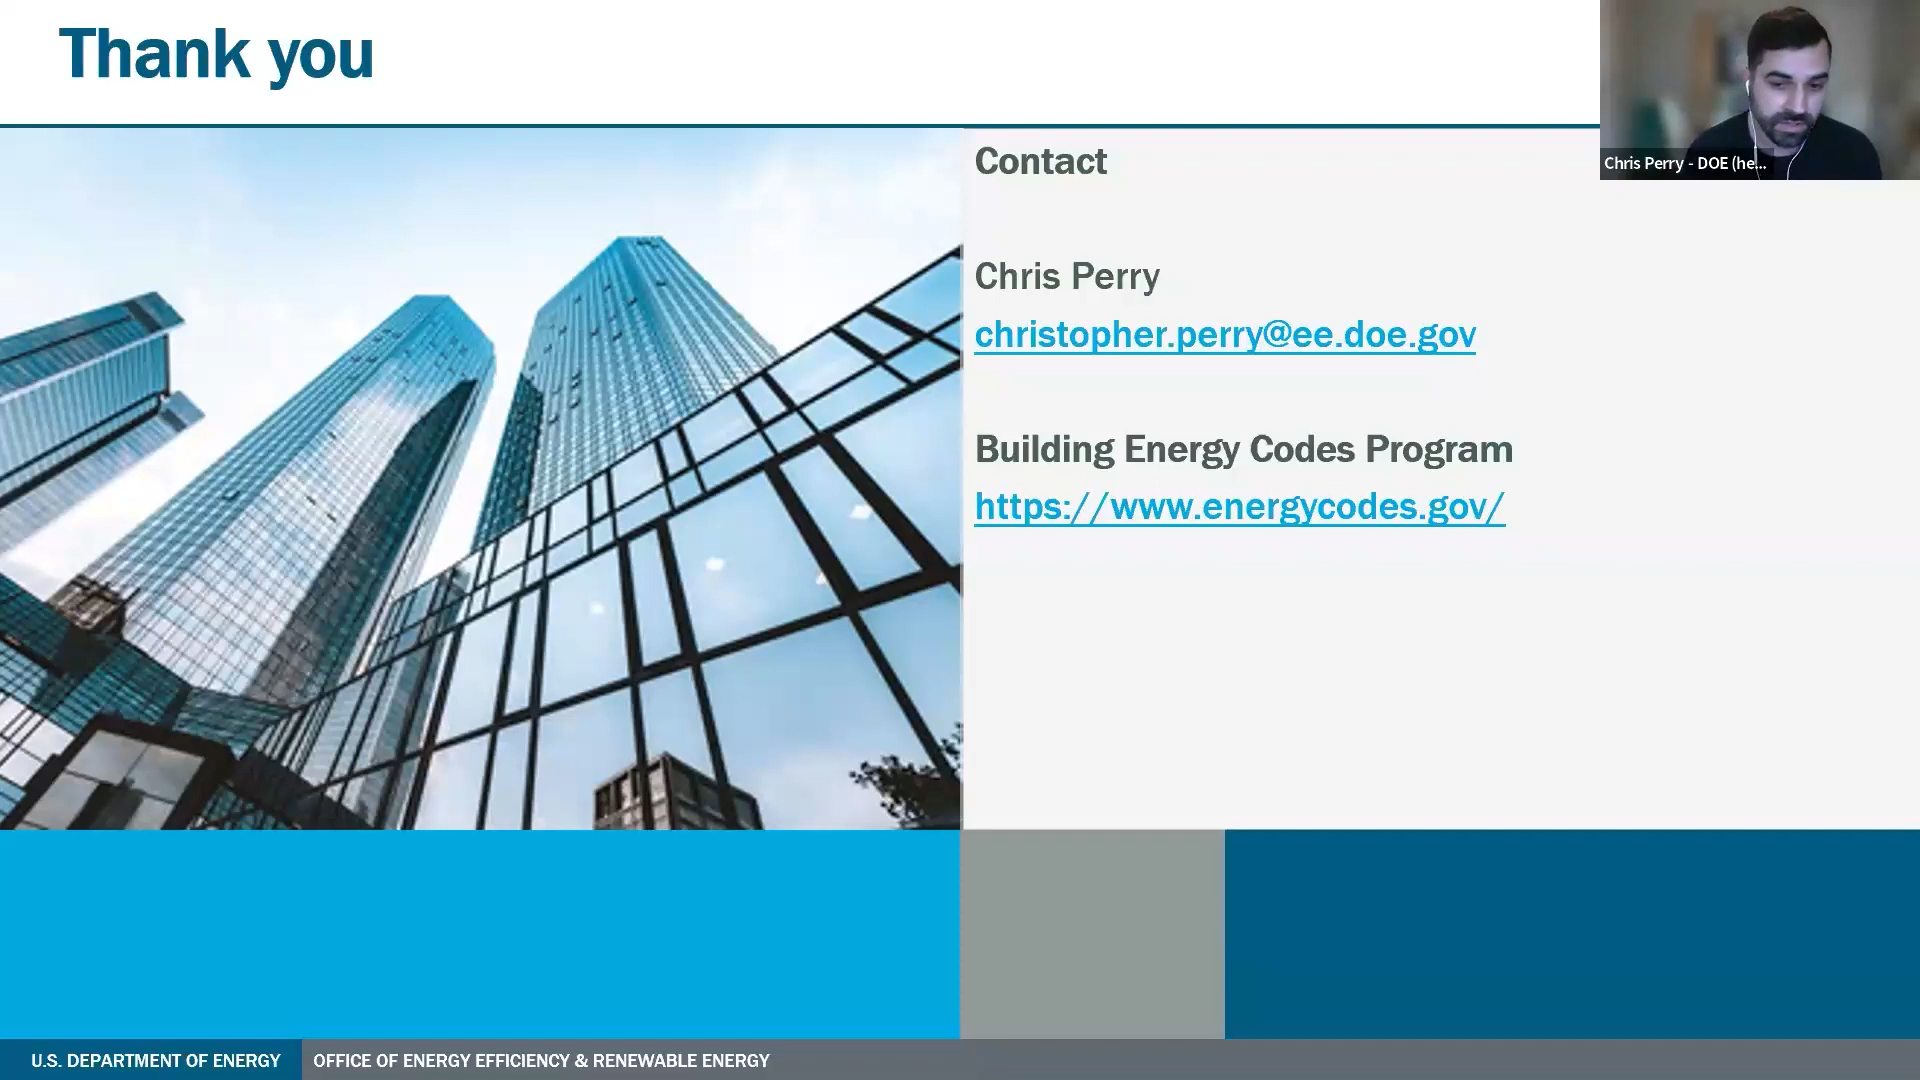 Thank you
Chris Perry - DOE (he...
Contact
Chris Perry
christopher.perry@ee.doe.gov
Building Energy Codes Program
https://www.energycodes.gov/
U.S. DEPARTMENT OF ENERGY
OFFICE OF ENERGY EFFICIENCY & RENEWABLE ENERGY